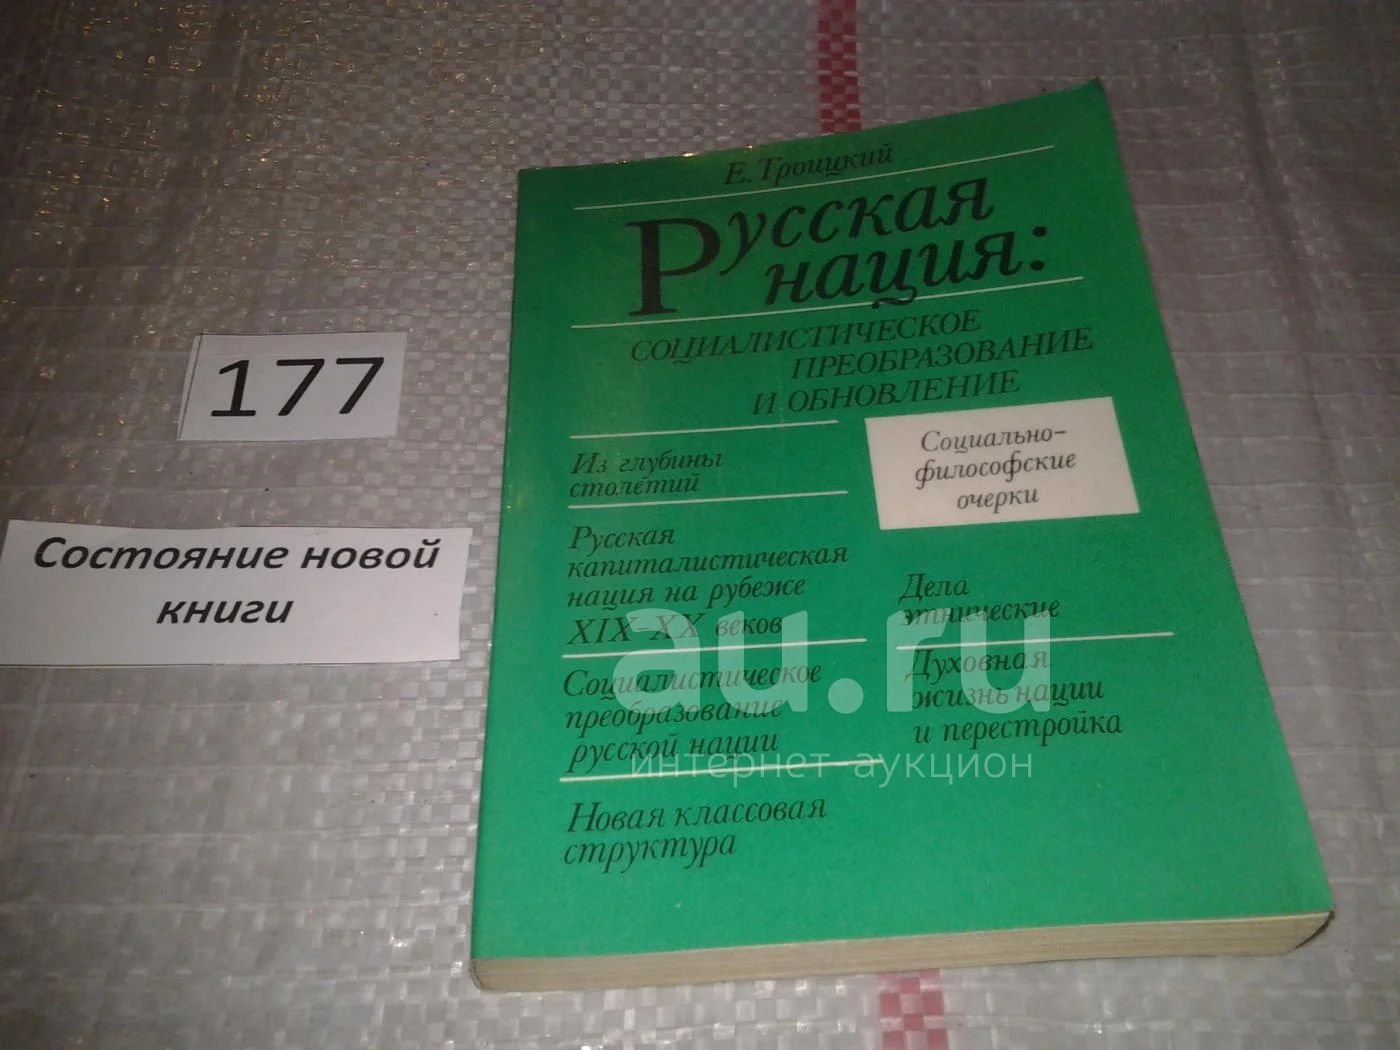 Е. Троицкий
Русская
нация:
СОЦИАЛИСТИЧЕСКОЕ
ПРЕОБРАЗОВАНИЕ
И ОБНОВЛЕНИЕ
Социально-
философские
очерки
Из глубины
столетий
Русская
капиталистическая
нация на рубеже
XIX-XX веков
Социалистическое
преобразование
русской нации
Новая классовая
структура
Дела
этнические
Духовная
жизнь нации
и перестройка
177
Состояние новой
книги
au.ru
интернет-аукцион